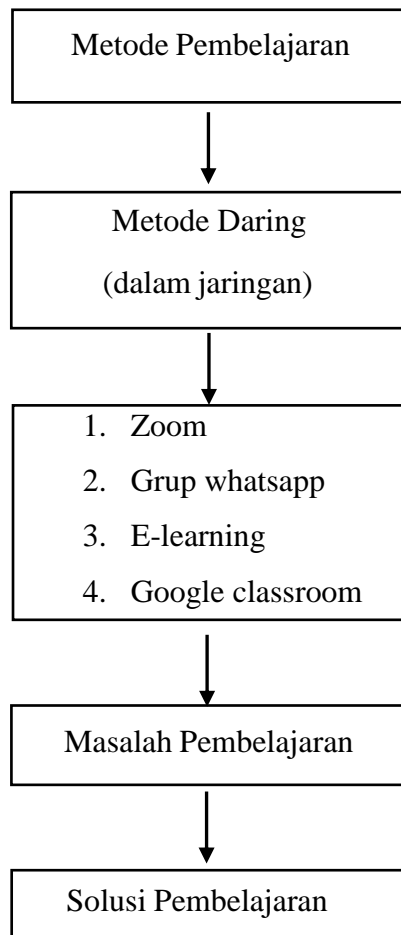 Metode Pembelajaran
Metode Daring
(dalam jaringan)
1. Zoom
2. Grup whatsapp
3. E-learning
4. Google classroom
Masalah Pembelajaran
Solusi Pembelajaran